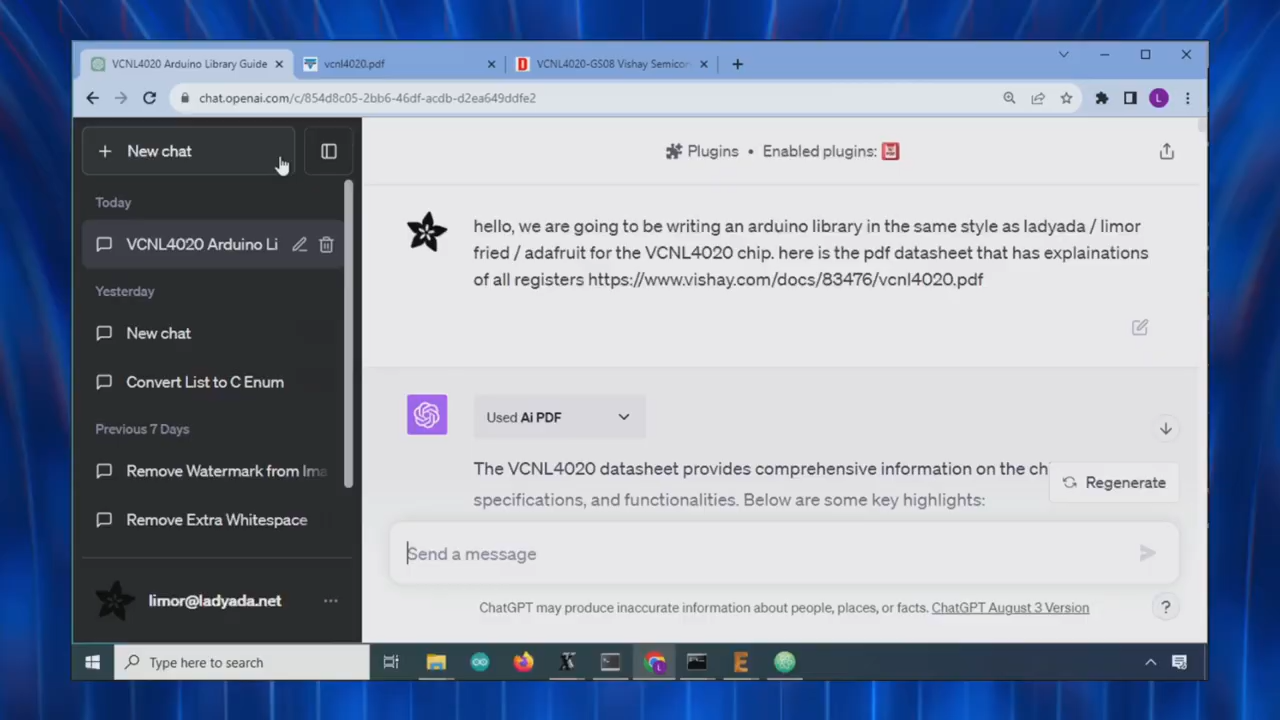 VCNL4020 Arduino Library Guide
vcnl4020.pdf
VCNL4020-GS08 Vishay Semicon
chat.openai.com/c/854d8c05-2bb6-46df-acdb-d2ea649ddfe2
L
New chat
Today
VCNL4020 Arduino Li
Yesterday
New chat
Convert List to C Enum
Previous 7 Days
Remove Watermark from Ima
Remove Extra Whitespace
limor@ladyada.net
Plugins • Enabled plugins:
hello, we are going to be writing an arduino library in the same style as ladyada / limor
fried / adafruit for the VCNL4020 chip. here is the pdf datasheet that has explainations
of all registers https://www.vishay.com/docs/83476/vcnl4020.pdf
Used Ai PDF
The VCNL4020 datasheet provides comprehensive information on the ch
specifications, and functionalities. Below are some key highlights:
Regenerate
Send a message
ChatGPT may produce inaccurate information about people, places, or facts. ChatGPT August 3 Version
?
Type here to search